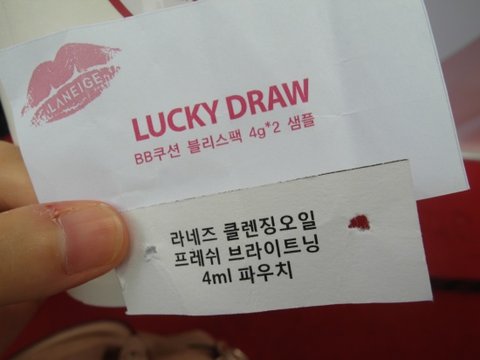 LANEIGE
LUCKY DRAW
BB쿠션 블리스팩 4g*2 샘플
라네즈 클렌징오일
프레쉬 브라이트닝
4ml 파우치